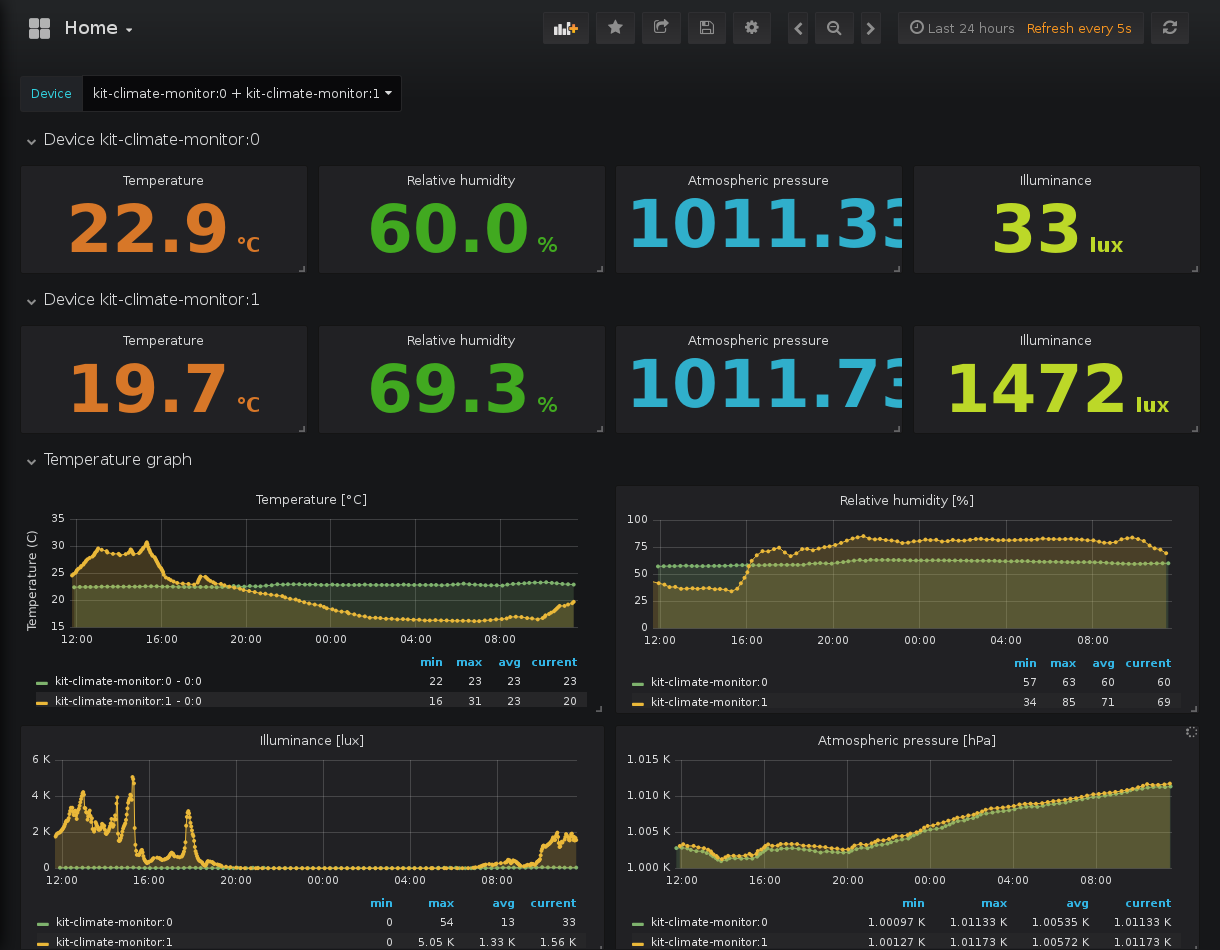 Home
Last 24 hours Refresh every 5s
Device kit-climate-monitor:0 + kit-climate-monitor:1
Device kit-climate-monitor:0
Temperature Relative humidity Atmospheric pressure Illuminance
22.9 °C 60.0 % 1011.33 33 lux
Device kit-climate-monitor:1
Temperature Relative humidity Atmospheric pressure Illuminance
19.7 °C 69.3 % 1011.73 1472 lux
Temperature graph
Temperature [°C]
Temperature (C)
35
30
25
20
15
12:00 16:00 20:00 00:00 04:00 08:00
min max avg current
kit-climate-monitor:0 - 0:0 22 23 23 23
kit-climate-monitor:1 - 0:0 16 31 23 20
Relative humidity [%]
100
75
50
25
0
12:00 16:00 20:00 00:00 04:00 08:00
min max avg current
kit-climate-monitor:0 57 63 60 60
kit-climate-monitor:1 34 85 71 69
Illuminance [lux]
6 K
4 K
2 K
0
12:00 16:00 20:00 00:00 04:00 08:00
min max avg current
kit-climate-monitor:0 0 54 13 33
kit-climate-monitor:1 0 5.05 K 1.33 K 1.56 K
Atmospheric pressure [hPa]
1.015 K
1.010 K
1.005 K
1.000 K
12:00 16:00 20:00 00:00 04:00 08:00
min max avg current
kit-climate-monitor:0 1.00097 K 1.01133 K 1.00535 K 1.01133 K
kit-climate-monitor:1 1.00127 K 1.01173 K 1.00572 K 1.01173 K